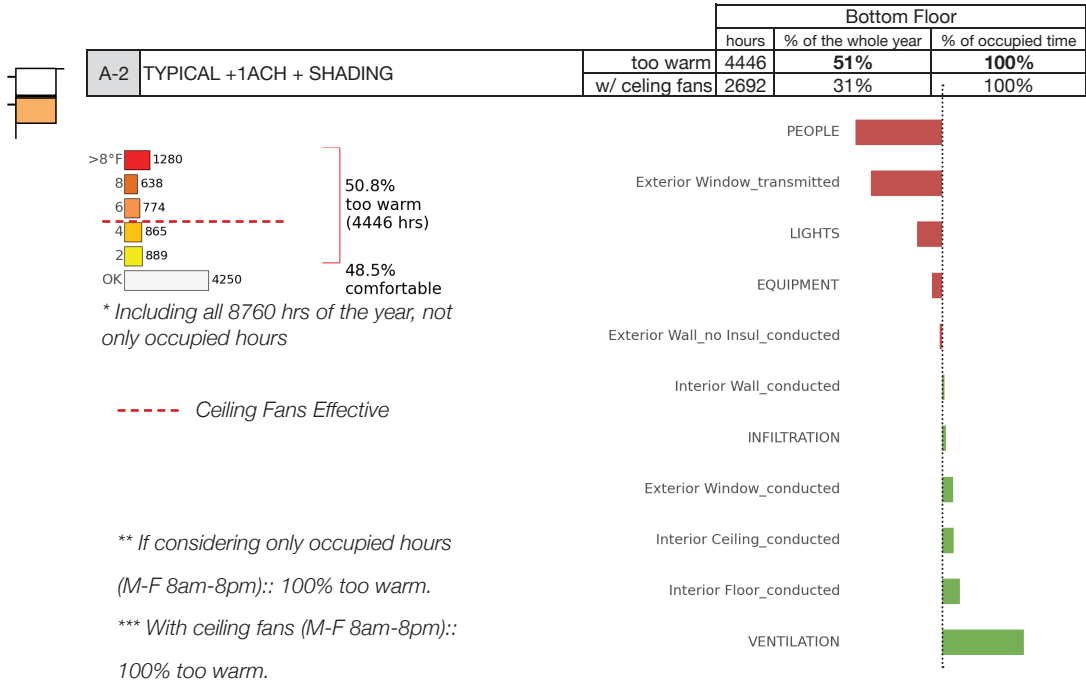 Bottom Floor
hours % of the whole year % of occupied time
A-2 TYPICAL +1ACH + SHADING too warm 4446 51% 100%
w/ celing fans 2692 31% 100%
>8°F 1280
8 638
6 774
4 865
2 889
OK 4250
50.8%
too warm
(4446 hrs)
48.5%
comfortable
* Including all 8760 hrs of the year, not
only occupied hours
Ceiling Fans Effective
** If considering only occupied hours
(M-F 8am-8pm):: 100% too warm.
*** With ceiling fans (M-F 8am-8pm)::
100% too warm.
PEOPLE
Exterior Window_transmitted
LIGHTS
EQUIPMENT
Exterior Wall_no Insul_conducted
Interior Wall_conducted
INFILTRATION
Exterior Window_conducted
Interior Ceiling_conducted
Interior Floor_conducted
VENTILATION